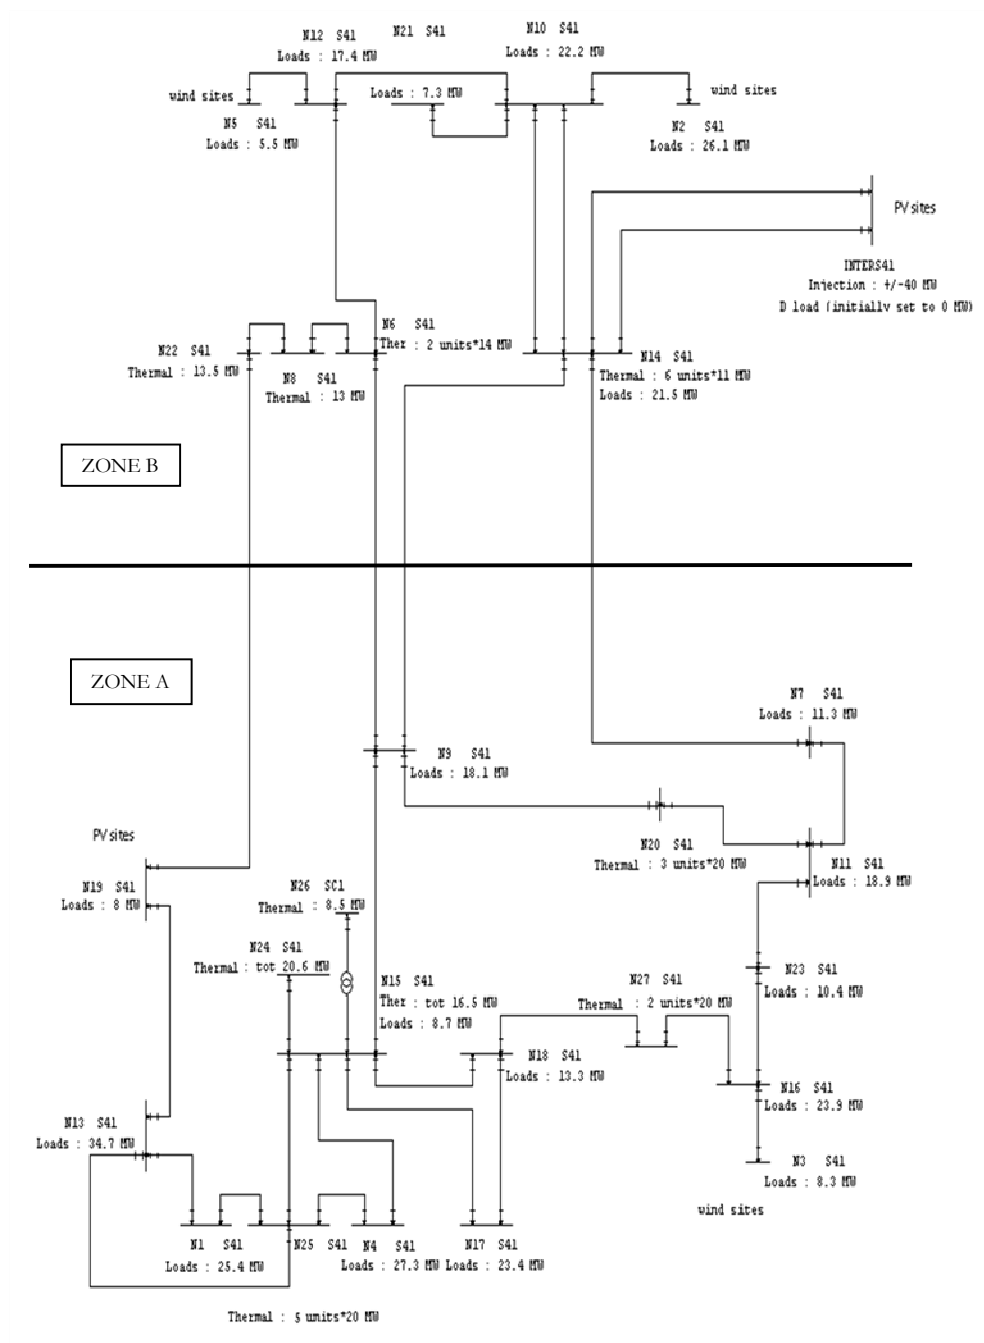 N12 S41
Loads : 17.4 MW
N21 S41
Loads : 7.3 MW
N10 S41
Loads : 22.2 MW
wind sites
N5 S41
Loads : 5.5 MW
wind sites
N2 S41
Loads : 26.1 MW
PV sites
INTERS41
Injection : +/-40 MW
D load (initially set to 0 MW)
N6 S41
Ther : 2 units*14 MW
N22 S41
Thermal : 13.5 MW
N8 S41
Thermal : 13 MW
N14 S41
Thermal : 6 units*11 MW
Loads : 21.5 MW
ZONE B
ZONE A
N7 S41
Loads : 11.3 MW
N9 S41
Loads : 18.1 MW
PV sites
N20 S41
Thermal : 3 units*20 MW
N11 S41
Loads : 18.9 MW
N19 S41
Loads : 8 MW
N26 SC1
Thermal : 8.5 MW
N24 S41
Thermal : tot 20.6 MW
N15 S41
Ther : tot 16.5 MW
Loads : 8.7 MW
N27 S41
Thermal : 2 units*20 MW
N23 S41
Loads : 10.4 MW
N18 S41
Loads : 13.3 MW
N16 S41
Loads : 23.9 MW
N13 S41
Loads : 34.7 MW
N3 S41
Loads : 8.3 MW
wind sites
N1 S41
Loads : 25.4 MW
N25 S41
N4 S41
Loads : 27.3 MW
N17 S41
Loads : 23.4 MW
Thermal : 5 units*20 MW